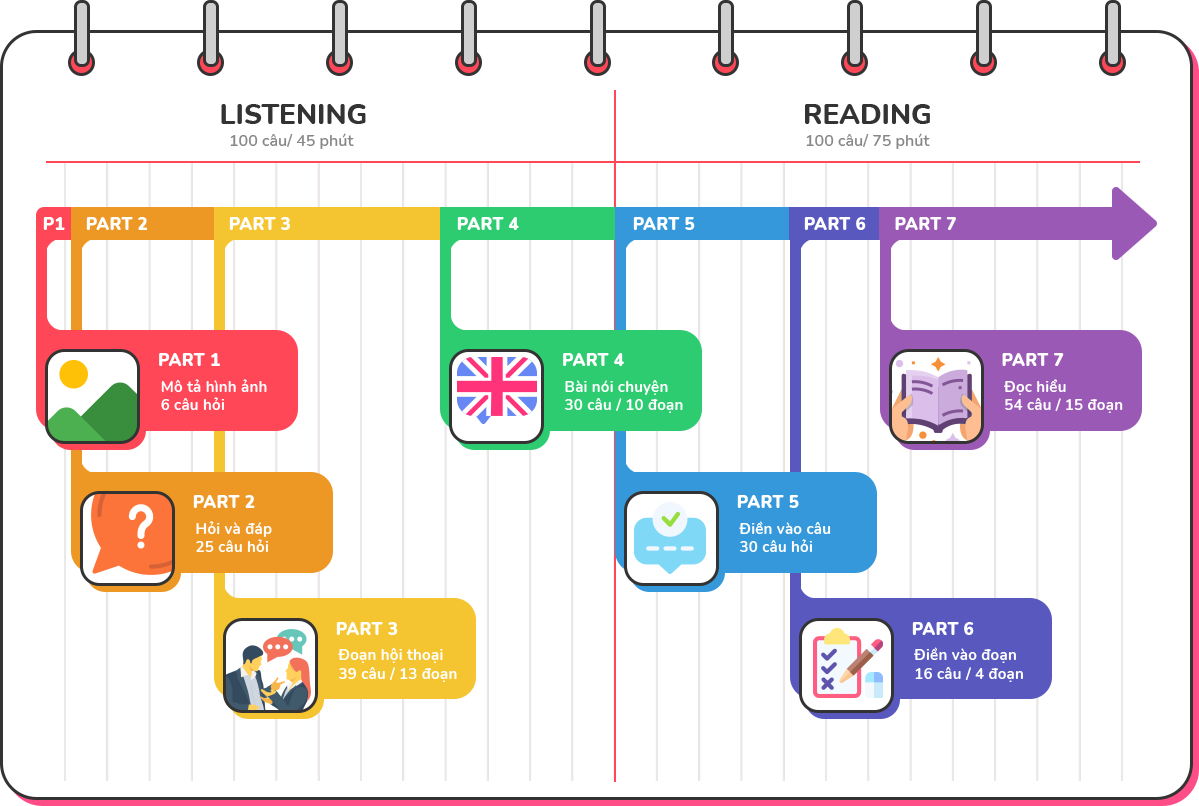 LISTENING
100 câu/ 45 phút
READING
100 câu/ 75 phút
P1
PART 2
PART 3
PART 4
PART 5
PART 6
PART 7
PART 1
Mô tả hình ảnh
6 câu hỏi
PART 4
Bài nói chuyện
30 câu / 10 đoạn
PART 7
Đọc hiểu
54 câu / 15 đoạn
PART 2
Hỏi và đáp
25 câu hỏi
PART 5
Điền vào câu
30 câu hỏi
PART 3
Đoạn hội thoại
39 câu / 13 đoạn
PART 6
Điền vào đoạn
16 câu / 4 đoạn